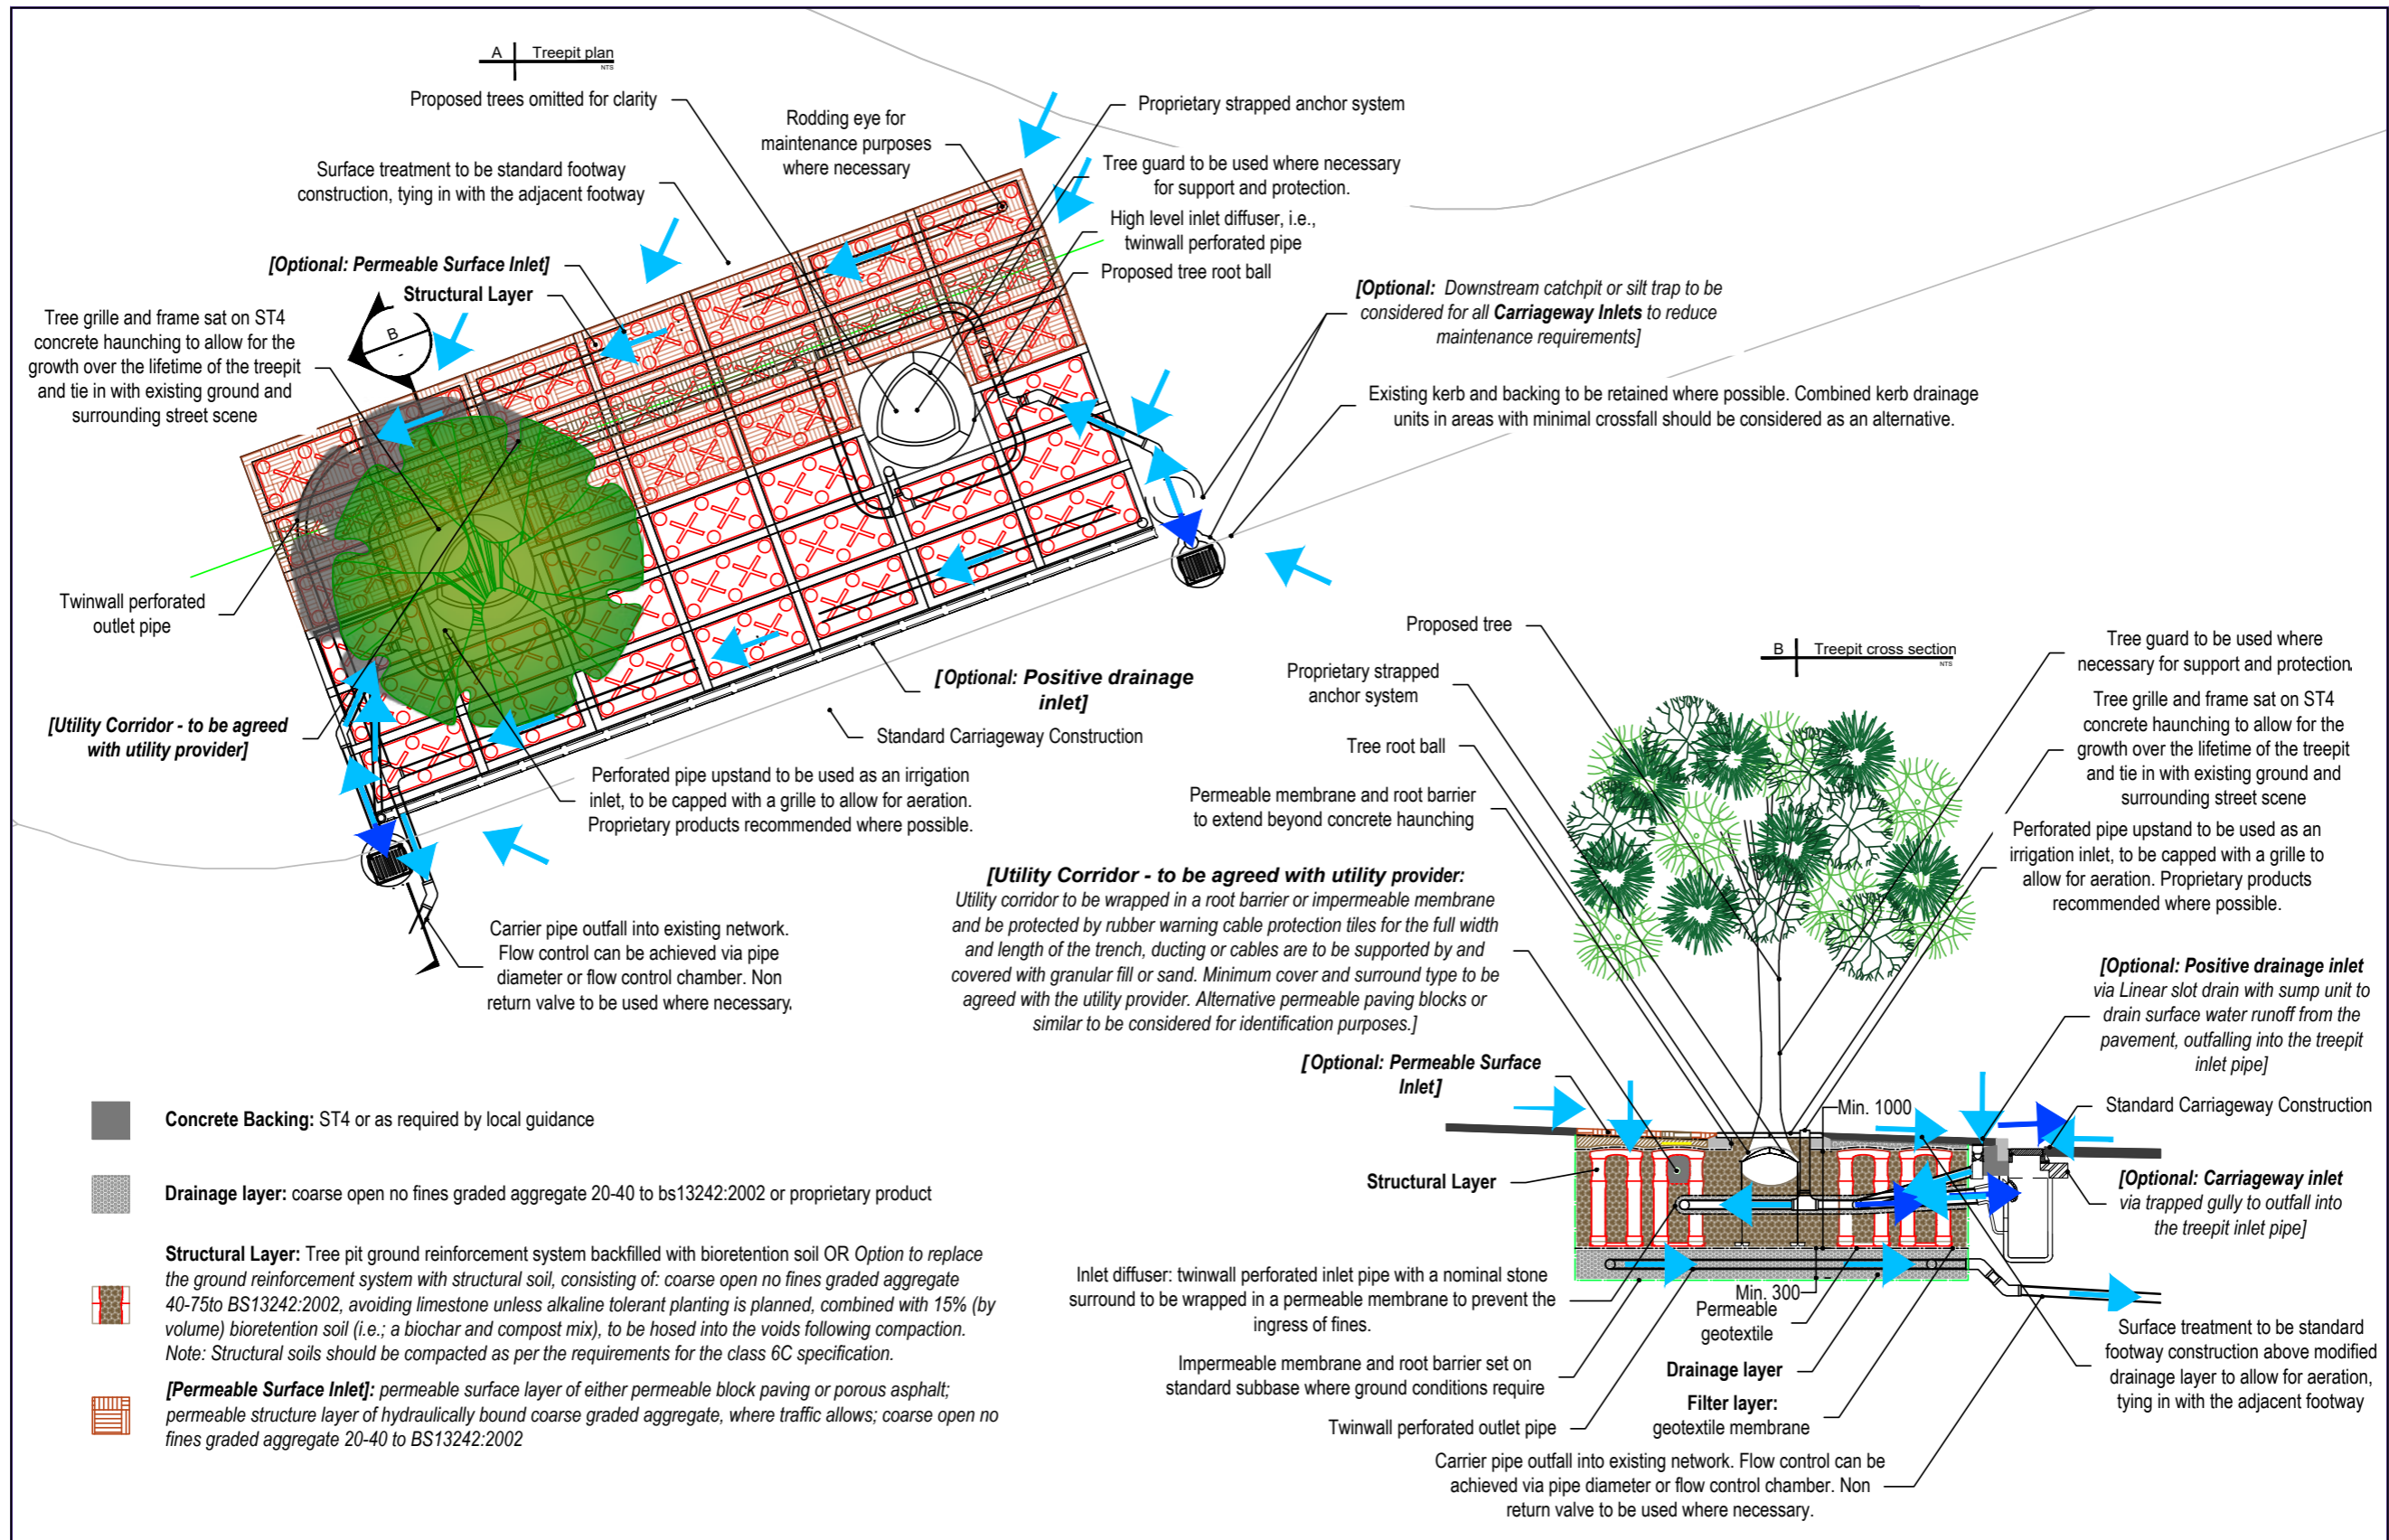 A Treepit plan
NTS
Proposed trees omitted for clarity
Rodding eye for
maintenance purposes
where necessary
Surface treatment to be standard footway
construction, tying in with the adjacent footway
[Optional: Permeable Surface Inlet]
Structural Layer
B
-
Tree grille and frame sat on ST4
concrete haunching to allow for the
growth over the lifetime of the treepit
and tie in with existing ground and
surrounding street scene
Twinwall perforated
outlet pipe
[Utility Corridor - to be agreed
with utility provider]
Proprietary strapped anchor system
Tree guard to be used where necessary
for support and protection.
High level inlet diffuser, i.e.,
twinwall perforated pipe
Proposed tree root ball
[Optional: Downstream catchpit or silt trap to be
considered for all Carriageway Inlets to reduce
maintenance requirements]
Existing kerb and backing to be retained where possible. Combined kerb drainage
units in areas with minimal crossfall should be considered as an alternative.
[Optional: Positive drainage
inlet]
Standard Carriageway Construction
Perforated pipe upstand to be used as an irrigation
inlet, to be capped with a grille to allow for aeration.
Proprietary products recommended where possible.
Carrier pipe outfall into existing network.
Flow control can be achieved via pipe
diameter or flow control chamber. Non
return valve to be used where necessary.
B Treepit cross section
NTS
Proposed tree
Proprietary strapped
anchor system
Tree root ball
Permeable membrane and root barrier
to extend beyond concrete haunching
[Utility Corridor - to be agreed with utility provider:
Utility corridor to be wrapped in a root barrier or impermeable membrane
and be protected by rubber warning cable protection tiles for the full width
and length of the trench, ducting or cables are to be supported by and
covered with granular fill or sand. Minimum cover and surround type to be
agreed with the utility provider. Alternative permeable paving blocks or
similar to be considered for identification purposes.]
[Optional: Permeable Surface
Inlet]
Structural Layer
Inlet diffuser: twinwall perforated inlet pipe with a nominal stone
surround to be wrapped in a permeable membrane to prevent the
ingress of fines.
Impermeable membrane and root barrier set on
standard subbase where ground conditions require
Twinwall perforated outlet pipe
Carrier pipe outfall into existing network. Flow control can be
achieved via pipe diameter or flow control chamber. Non
return valve to be used where necessary.
Min. 1000
Min. 300
Permeable
geotextile
Drainage layer
Filter layer:
geotextile membrane
Tree guard to be used where
necessary for support and protection.
Tree grille and frame sat on ST4
concrete haunching to allow for the
growth over the lifetime of the treepit
and tie in with existing ground and
surrounding street scene
Perforated pipe upstand to be used as an
irrigation inlet, to be capped with a grille to
allow for aeration. Proprietary products
recommended where possible.
[Optional: Positive drainage inlet
via Linear slot drain with sump unit to
drain surface water runoff from the
pavement, outfalling into the treepit
inlet pipe]
Standard Carriageway Construction
[Optional: Carriageway inlet
via trapped gully to outfall into
the treepit inlet pipe]
Surface treatment to be standard
footway construction above modified
drainage layer to allow for aeration,
tying in with the adjacent footway
Concrete Backing: ST4 or as required by local guidance
Drainage layer: coarse open no fines graded aggregate 20-40 to bs13242:2002 or proprietary product
Structural Layer: Tree pit ground reinforcement system backfilled with bioretention soil OR Option to replace
the ground reinforcement system with structural soil, consisting of: coarse open no fines graded aggregate
40-75to BS13242:2002, avoiding limestone unless alkaline tolerant planting is planned, combined with 15% (by
volume) bioretention soil (i.e.; a biochar and compost mix), to be hosed into the voids following compaction.
Note: Structural soils should be compacted as per the requirements for the class 6C specification.
[Permeable Surface Inlet]: permeable surface layer of either permeable block paving or porous asphalt;
permeable structure layer of hydraulically bound coarse graded aggregate, where traffic allows; coarse open no
fines graded aggregate 20-40 to BS13242:2002